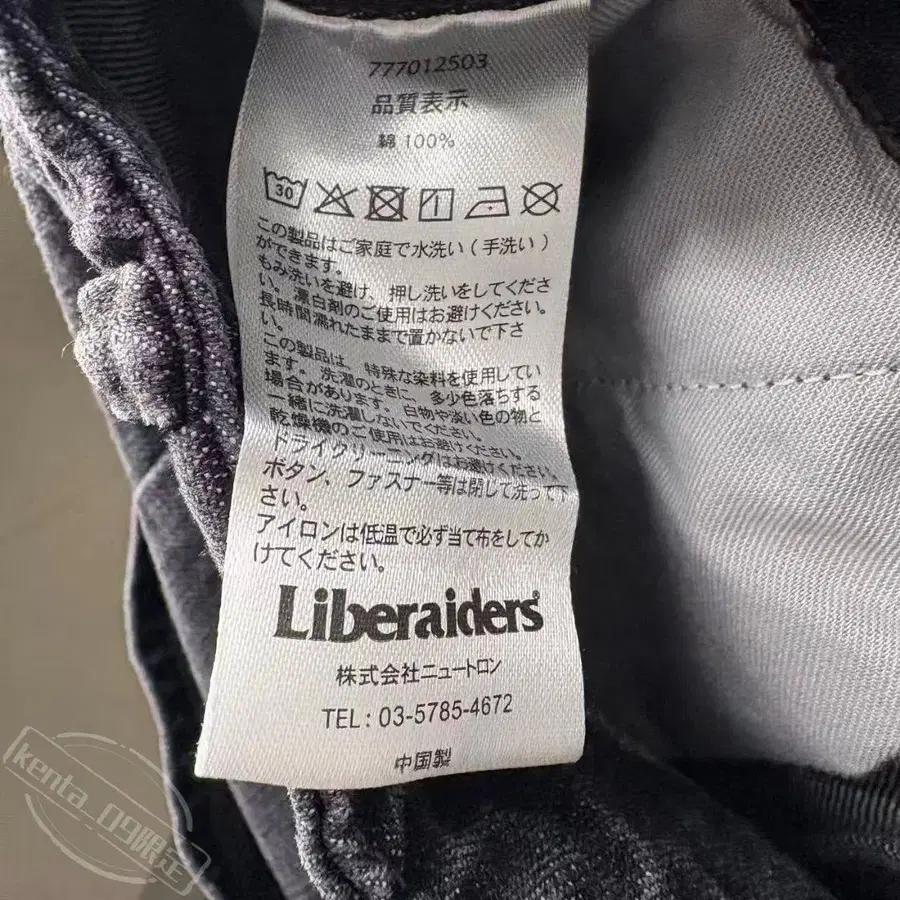 777012503
品質表示
綿 100%
30
この製品はご家庭で水洗い（手洗い）
ができます。
もみ洗いを避け、押し洗いをしてくださ
い。漂白剤のご使用はお避けください。
長時間濡れたままで置かないで下さ
い。
この製品は、特殊な染料を使用してい
ます。洗濯のときに、多少色落ちする
場合があります。白物や淡い色の物と
一緒に洗濯しないでください。
乾燥機のご使用はお避けください。
ドライクリーニングはお避けください。
ボタン、ファスナー等は閉じて洗って下
さい。
アイロンは低温で必ず当て布をしてか
けてください。
Liberaiders
株式会社ニュートロン
TEL : 03-5785-4672
中国製
kenta_09限定